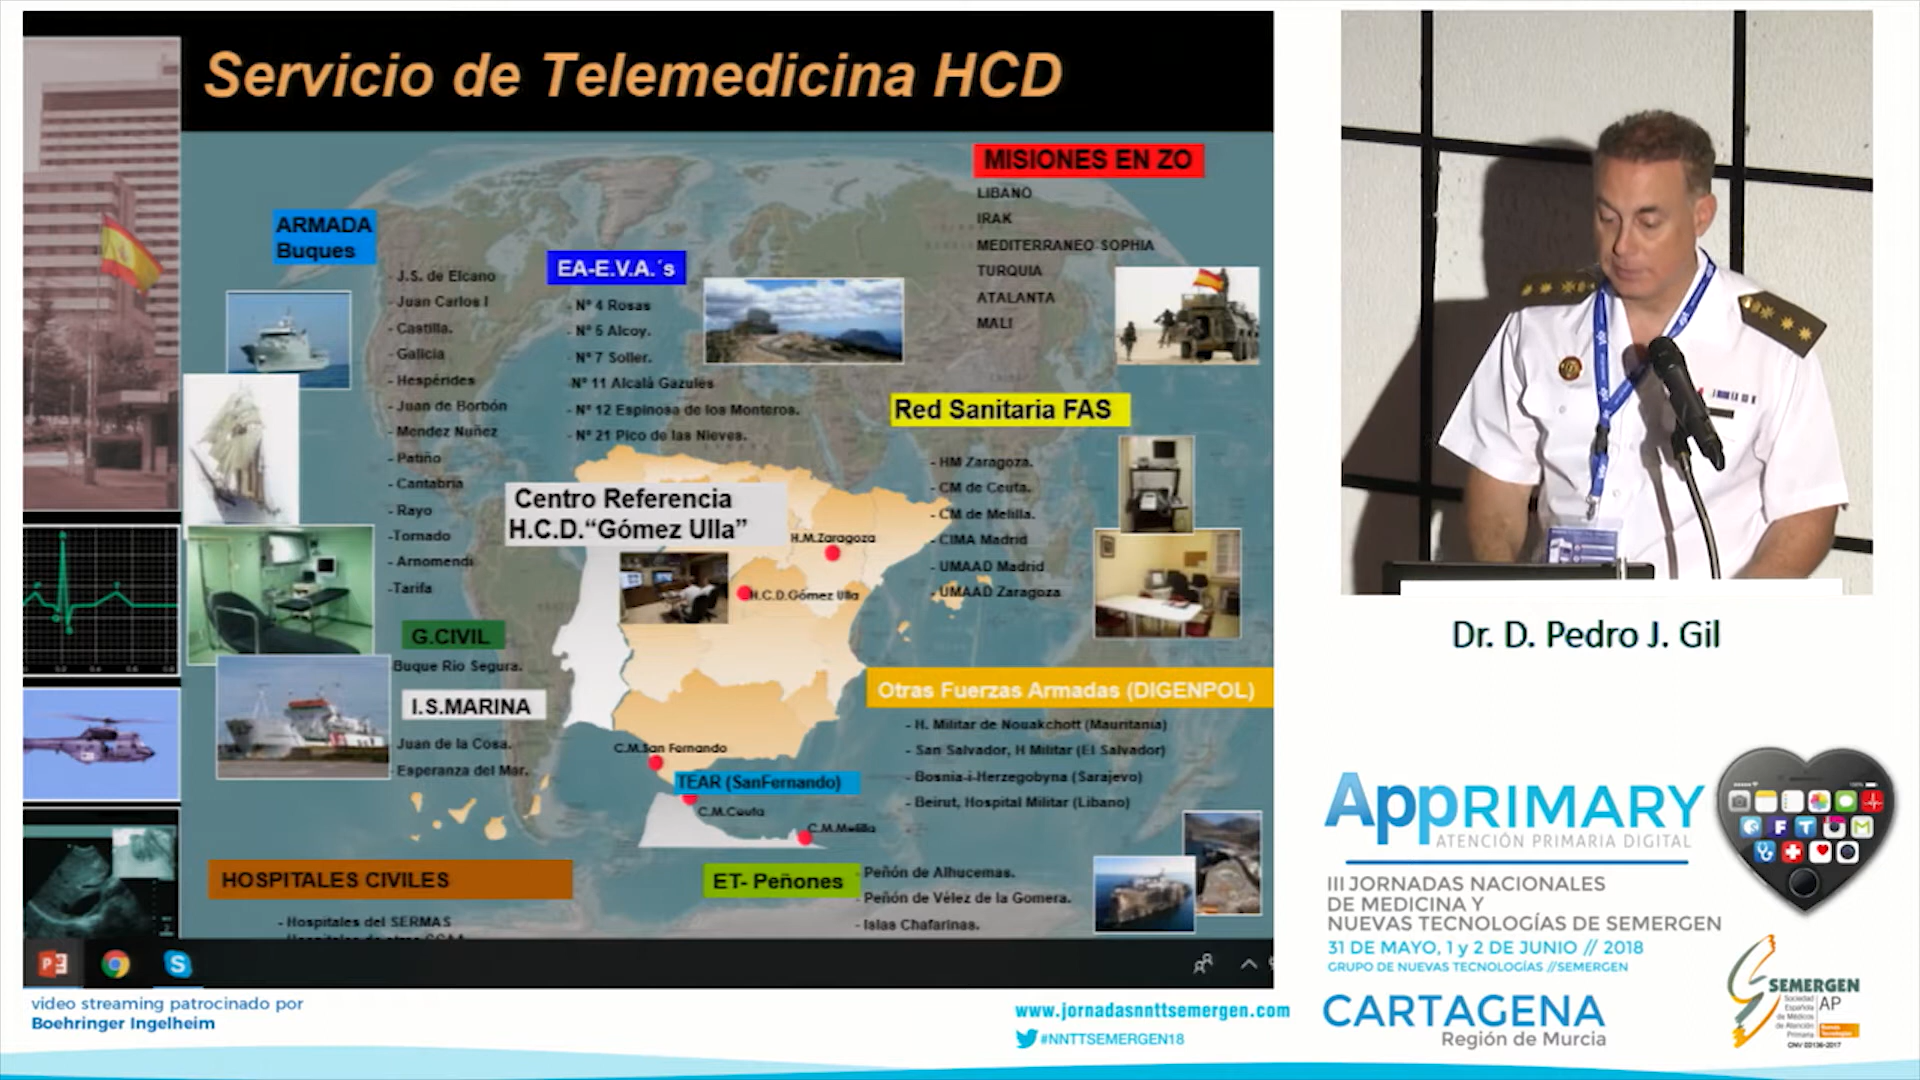 Servicio de Telemedicina HCD
MISIONES EN ZO
LIBANO
IRAK
MEDITERRANEO SOPHIA
TURQUIA
ATALANTA
MALI
ARMADA
Buques
- J.S. de Elcano
- Juan Carlos I
- Castilla.
- Galicia
- Hespérides
- Juan de Borbón
- Mendez Nuñez
- Patiño
- Cantabria
- Rayo
-Tornado
- Arnomendi
-Tarifa
EA-E.V.A.´s
- Nº 4 Rosas
- Nº 5 Alcoy.
- Nº 7 Soller.
-Nº 11 Alcalá Gazules
- Nº 12 Espinosa de los Monteros.
- Nº 21 Pico de las Nieves.
Red Sanitaria FAS
- HM Zaragoza.
- CM de Ceuta.
- CM de Melilla.
- CIMA Madrid
- UMAAD Madrid
- UMAAD Zaragoza
Centro Referencia
H.C.D.“Gómez Ulla”
H.M.Zaragoza
H.C.D.Gómez Ulla
C.M.San Fernando
TEAR (SanFernando)
C.M.Ceuta
C.M.Melilla
G.CIVIL
Buque Rio Segura.
I.S.MARINA
Juan de la Cosa.
- Esperanza del Mar.
Otras Fuerzas Armadas (DIGENPOL)
- H. Militar de Nouakchott (Mauritania)
- San Salvador, H Militar (El Salvador)
- Bosnia-i-Herzegobyna (Sarajevo)
- Beirut, Hospital Militar (Libano)
HOSPITALES CIVILES
- Hospitales del SERMAS
ET- Peñones
- Peñón de Alhucemas.
- Peñón de Vélez de la Gomera.
- Islas Chafarinas.
Dr. D. Pedro J. Gil
AppRIMARY
ATENCIÓN PRIMARIA DIGITAL
III JORNADAS NACIONALES
DE MEDICINA Y
NUEVAS TECNOLOGÍAS DE SEMERGEN
31 DE MAYO, 1 y 2 DE JUNIO // 2018
GRUPO DE NUEVAS TECNOLOGÍAS //SEMERGEN
CARTAGENA
Región de Murcia
SEMERGEN
AP
Sociedad
Española
de Médicos
de Atención
Primaria
video streaming patrocinado por
Boehringer Ingelheim
www.jornadasnnttsemergen.com
#NNTTSEMERGEN18